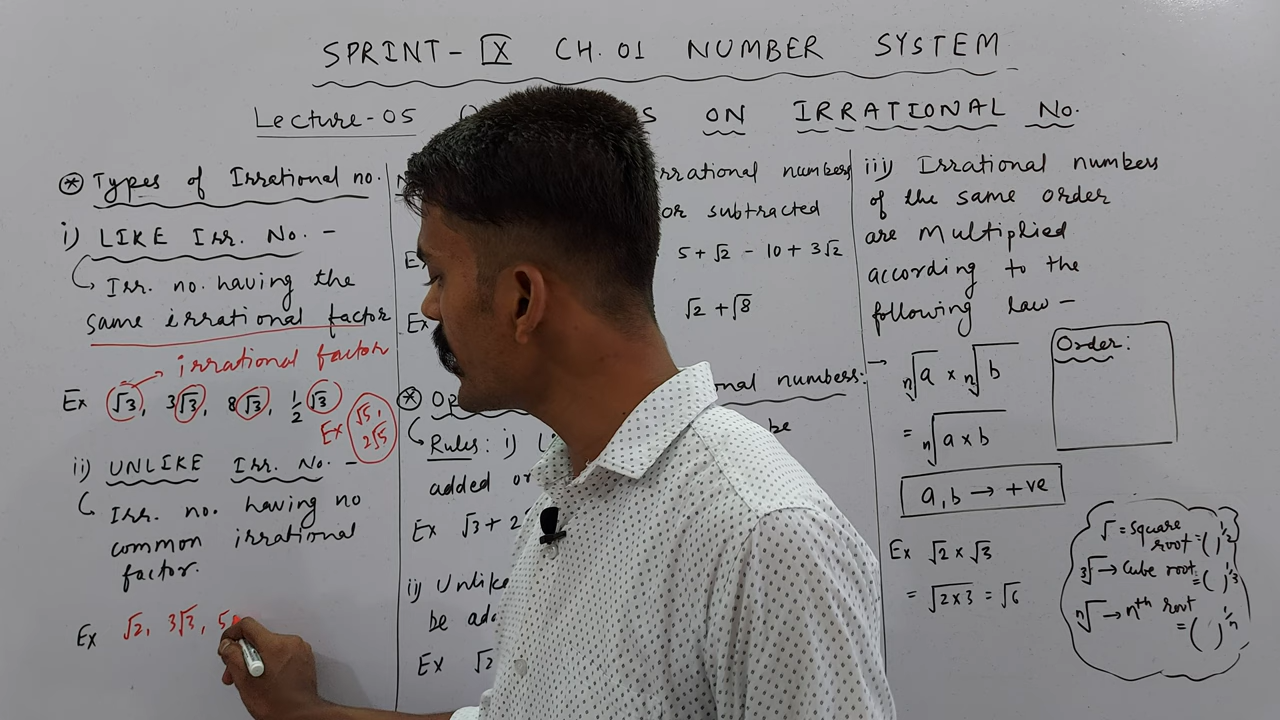 SPRINT - IX CH. 01 NUMBER SYSTEM
Lecture-05 ON IRRATIONAL No.
⊛ Types of Irrational no.
i) LIKE Irr. No. -
Irr. no. having the
same irrational factor
→ irrational factor
Ex √3, 3√3, 8√3, 1/2 √3
Ex √5, 2√5
ii) UNLIKE Irr. No. -
Irr. no. having no
common irrational
factor.
Ex √2, 3√3, 5
rrational numbers
or subtracted
Ex 5+√2 - 10 + 3√2
Ex √2 + √8
⊛ Op onal numbers:
Rules: i) Li be
added or
Ex √3 + 2
ii) Unlike
be add
Ex √2
iii) Irrational numbers
of the same order
are Multiplied
according to the
following law -
→ ⁿ√a × ⁿ√b
= ⁿ√a × b
a, b → +ve
Ex √2 × √3
= √2×3 = √6
Order:
√ = square
root = ( )^1/2
3√ → Cube root
= ( )^1/3
ⁿ√ → nth root
= ( )^1/n